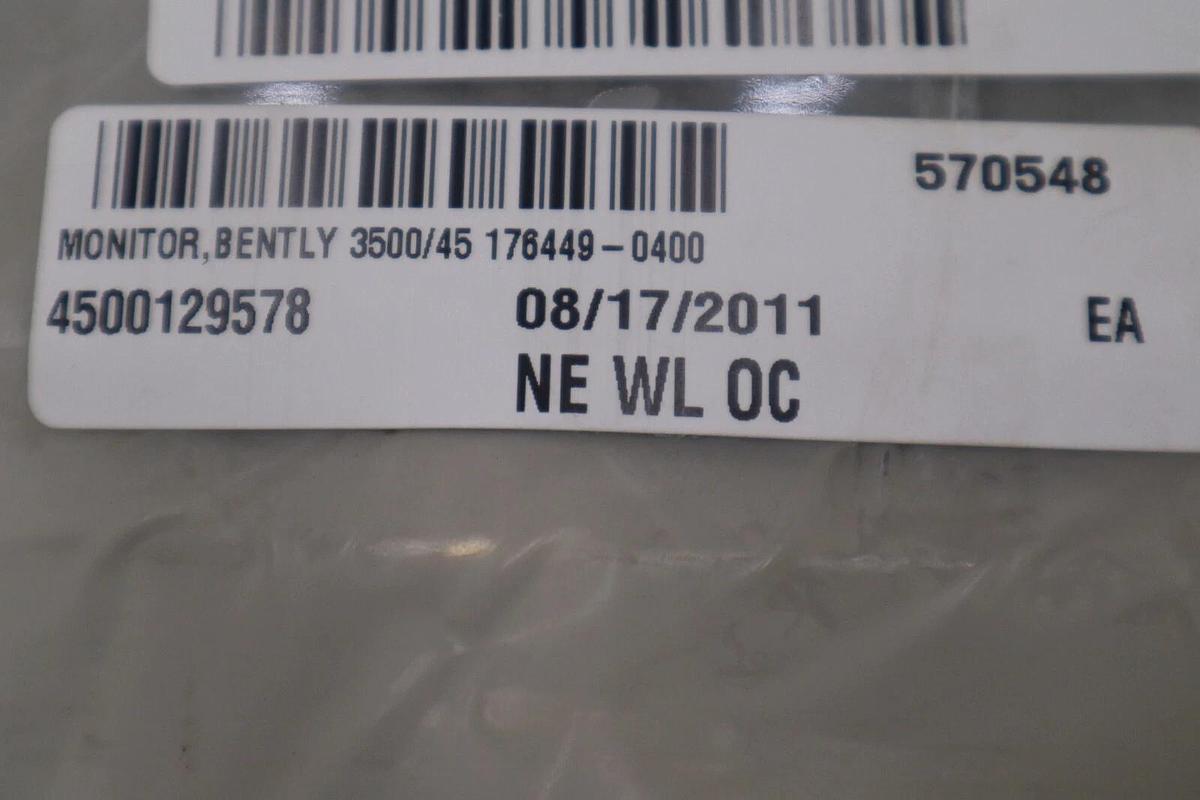 570548
MONITOR,BENTLY 3500/45 176449-0400
4500129578 08/17/2011 EA
NE WL OC